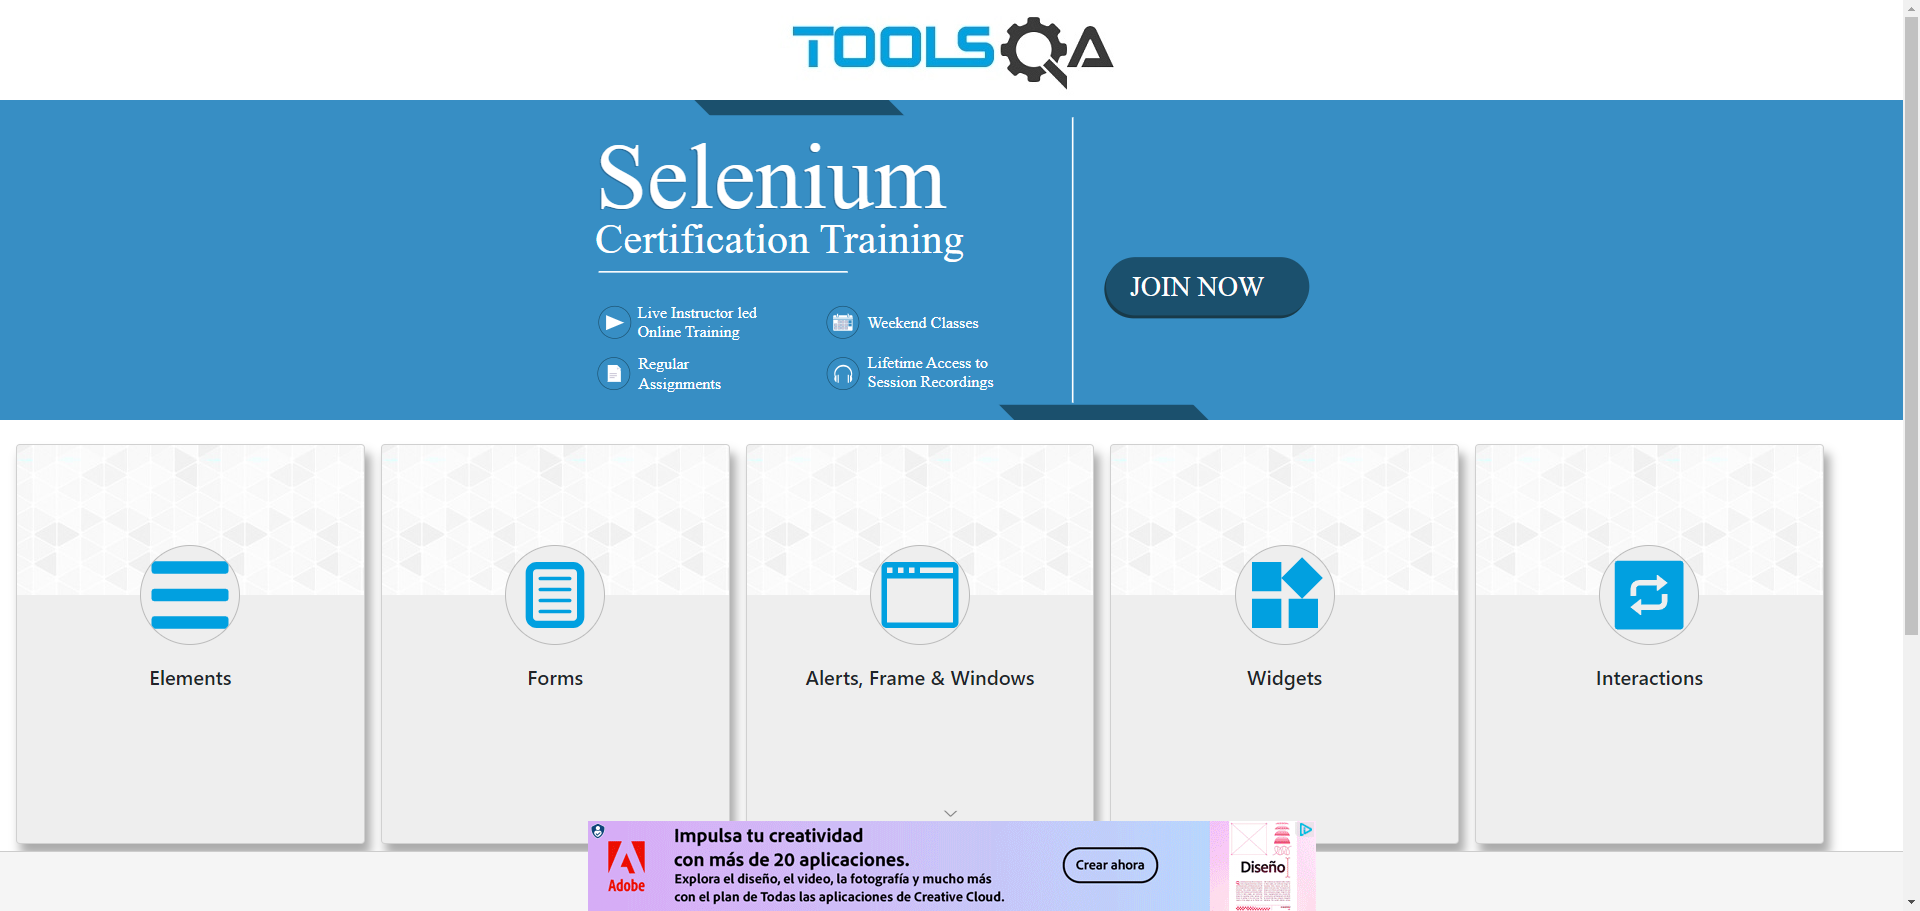 TOOLSQA
Selenium
Certification Training
Live Instructor led
Online Training
Weekend Classes
Regular
Assignments
Lifetime Access to
Session Recordings
JOIN NOW
Elements
Forms
Alerts, Frame & Windows
Widgets
Interactions
Adobe
Impulsa tu creatividad
con más de 20 aplicaciones.
Explora el diseño, el video, la fotografía y mucho más
con el plan de Todas las aplicaciones de Creative Cloud.
Crear ahora
Diseño